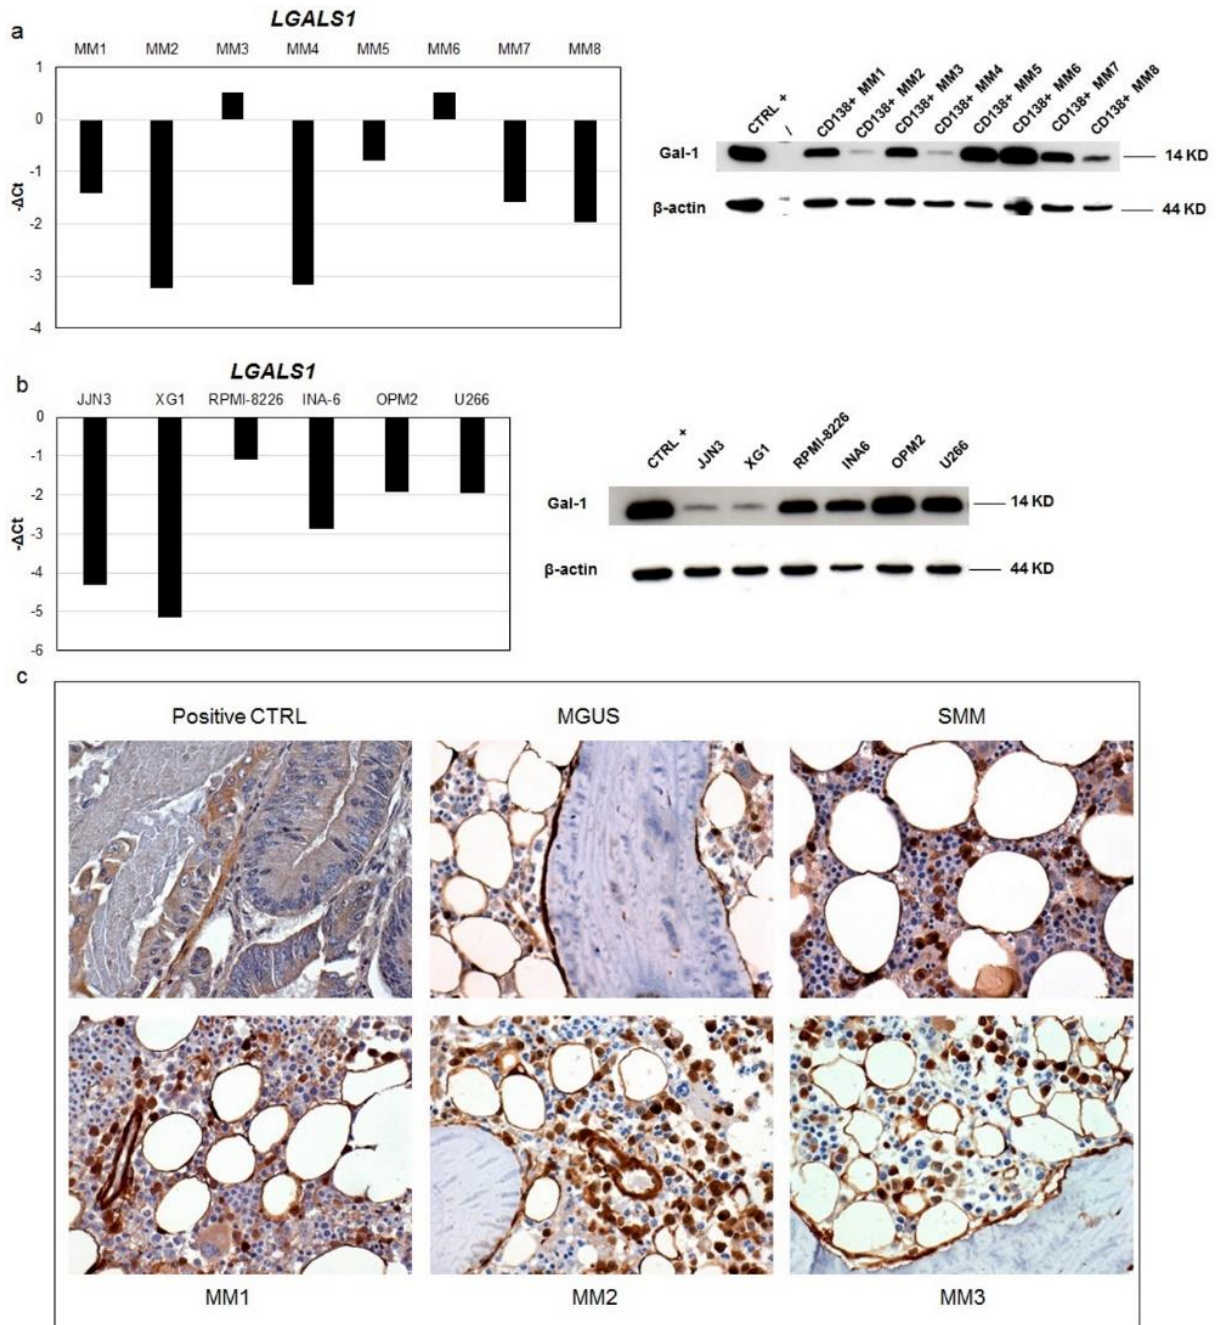 a
LGALS1
MM1 MM2 MM3 MM4 MM5 MM6 MM7 MM8
1
0
-1
-2
-3
-4
-ΔCt
CTRL + / CD138+ MM1 CD138+ MM2 CD138+ MM3 CD138+ MM4 CD138+ MM5 CD138+ MM6 CD138+ MM7 CD138+ MM8
Gal-1 14 KD
β-actin 44 KD
b
LGALS1
JJN3 XG1 RPMI-8226 INA-6 OPM2 U266
0
-1
-2
-3
-4
-5
-6
-ΔCt
CTRL + JJN3 XG1 RPMI-8226 INA6 OPM2 U266
Gal-1 14 KD
β-actin 44 KD
c
Positive CTRL MGUS SMM
MM1 MM2 MM3